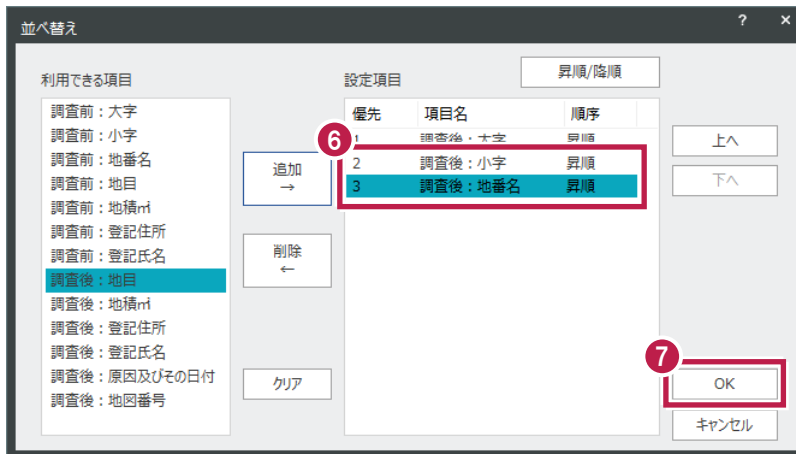 並べ替え
? ×
利用できる項目
調査前：大字
調査前：小字
調査前：地番名
調査前：地目
調査前：地積㎡
調査前：登記住所
調査前：登記氏名
調査後：地目
調査後：地積㎡
調査後：登記住所
調査後：登記氏名
調査後：原因及びその日付
調査後：地図番号
追加
→
削除
←
クリア
設定項目
昇順/降順
優先 項目名 順序
1 調査後：大字 昇順
6
2 調査後：小字 昇順
3 調査後：地番名 昇順
上へ
下へ
7
OK
キャンセル